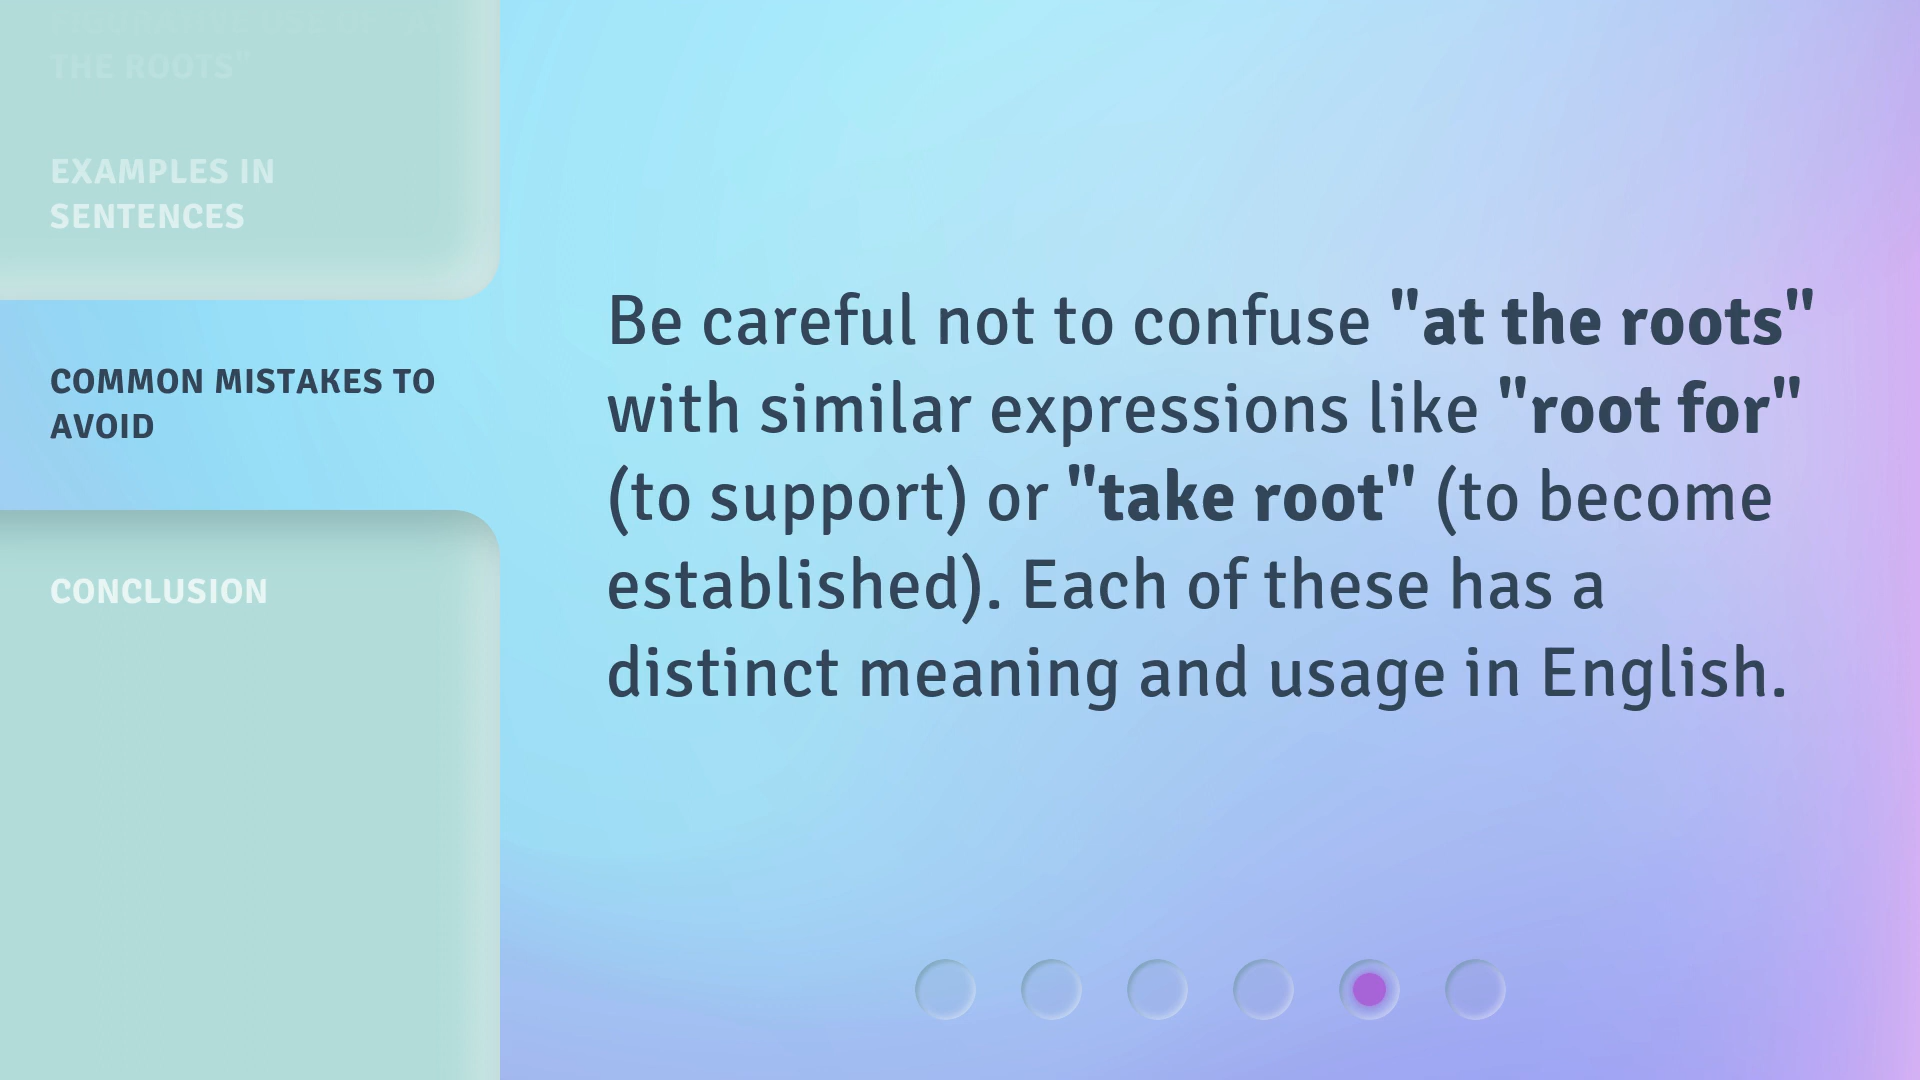 THE ROOTS"
EXAMPLES IN
SENTENCES
COMMON MISTAKES TO
AVOID
CONCLUSION
Be careful not to confuse "at the roots"
with similar expressions like "root for"
(to support) or "take root" (to become
established). Each of these has a
distinct meaning and usage in English.